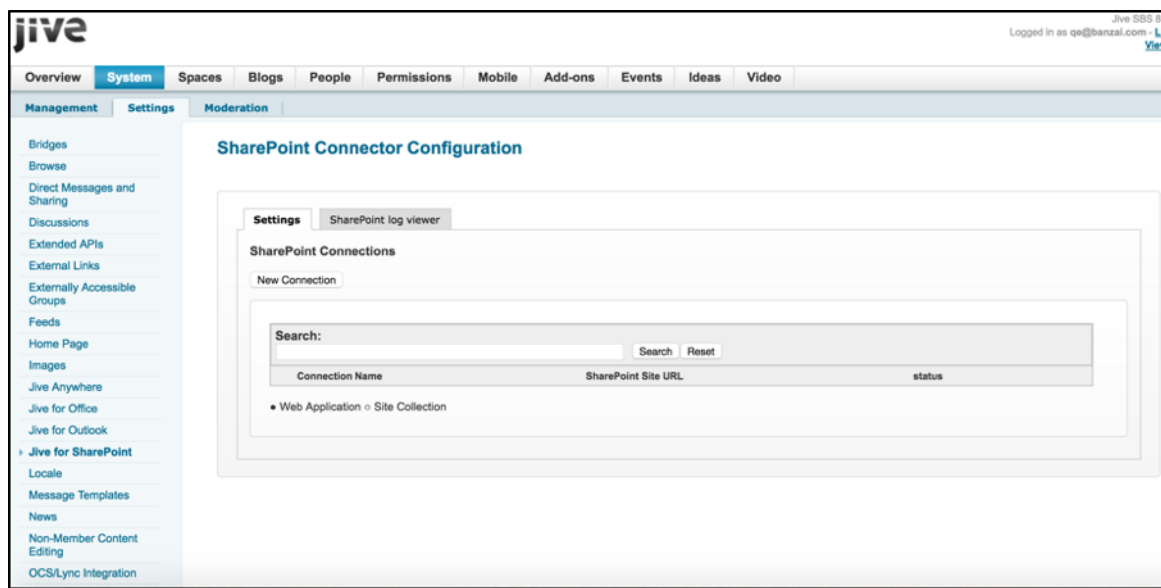 jive
Jive SBS 8
Logged in as qe@banzai.com - L
View
Overview System Spaces Blogs People Permissions Mobile Add-ons Events Ideas Video
Management Settings Moderation
Bridges
Browse
Direct Messages and
Sharing
Discussions
Extended APIs
External Links
Externally Accessible
Groups
Feeds
Home Page
Images
Jive Anywhere
Jive for Office
Jive for Outlook
Jive for SharePoint
Locale
Message Templates
News
Non-Member Content
Editing
OCS/Lync Integration
SharePoint Connector Configuration
Settings SharePoint log viewer
SharePoint Connections
New Connection
Search:
Search Reset
Connection Name SharePoint Site URL status
● Web Application ○ Site Collection